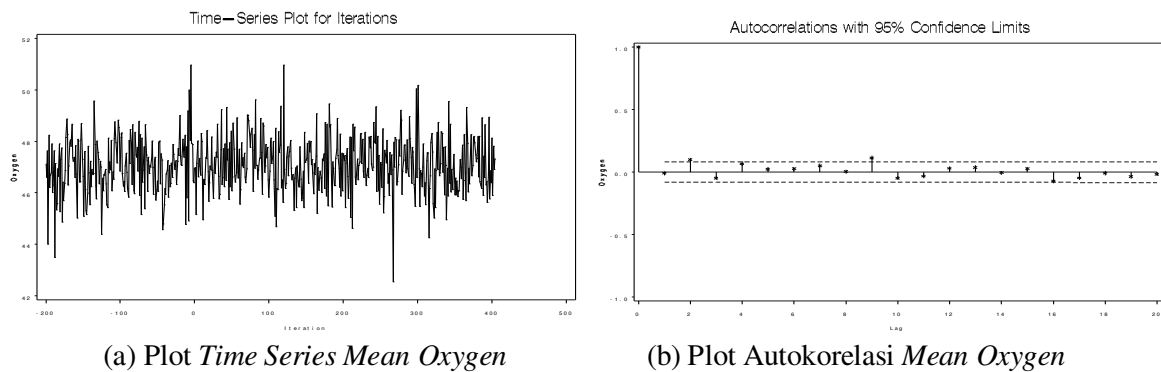 Time-Series Plot for Iterations
52
50
48
46
44
42
Oxygen
-200 -100 0 100 200 300 400 500
Iteration
(a) Plot Time Series Mean Oxygen
Autocorrelations with 95% Confidence Limits
1.0
0.5
0.0
-0.5
-1.0
Oxygen
0 2 4 6 8 10 12 14 16 18 20
Lag
(b) Plot Autokorelasi Mean Oxygen